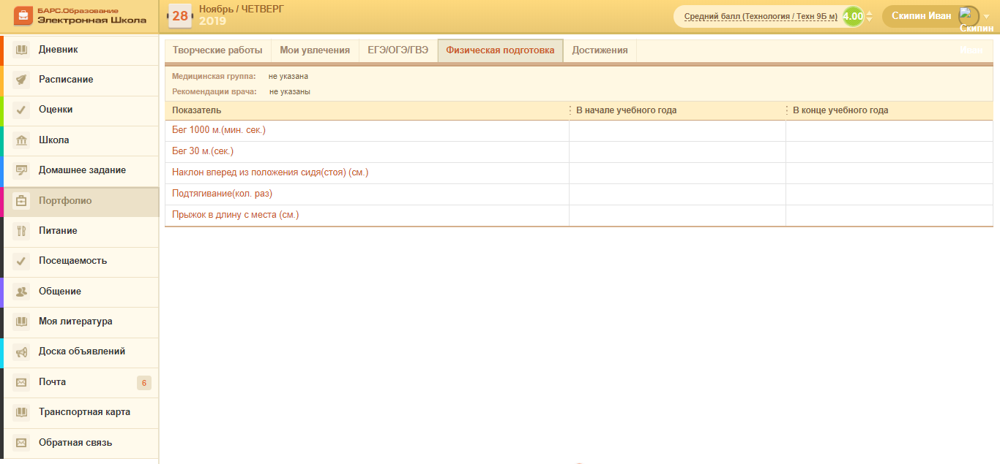 БАРС.Образование
Электронная Школа
28
Ноябрь / ЧЕТВЕРГ
2019
Средний балл (Технология / Техн 9Б м)
4.00
Скипин Иван
Скипин
Иван
Дневник
Расписание
Оценки
Школа
Домашнее задание
Портфолио
Питание
Посещаемость
Общение
Моя литература
Доска объявлений
Почта
6
Транспортная карта
Обратная связь
Творческие работы
Мои увлечения
ЕГЭ/ОГЭ/ГВЭ
Физическая подготовка
Достижения
Медицинская группа: не указана
Рекомендации врача: не указаны
Показатель
В начале учебного года
В конце учебного года
Бег 1000 м.(мин. сек.)
Бег 30 м.(сек.)
Наклон вперед из положения сидя(стоя) (см.)
Подтягивание(кол. раз)
Прыжок в длину с места (см.)